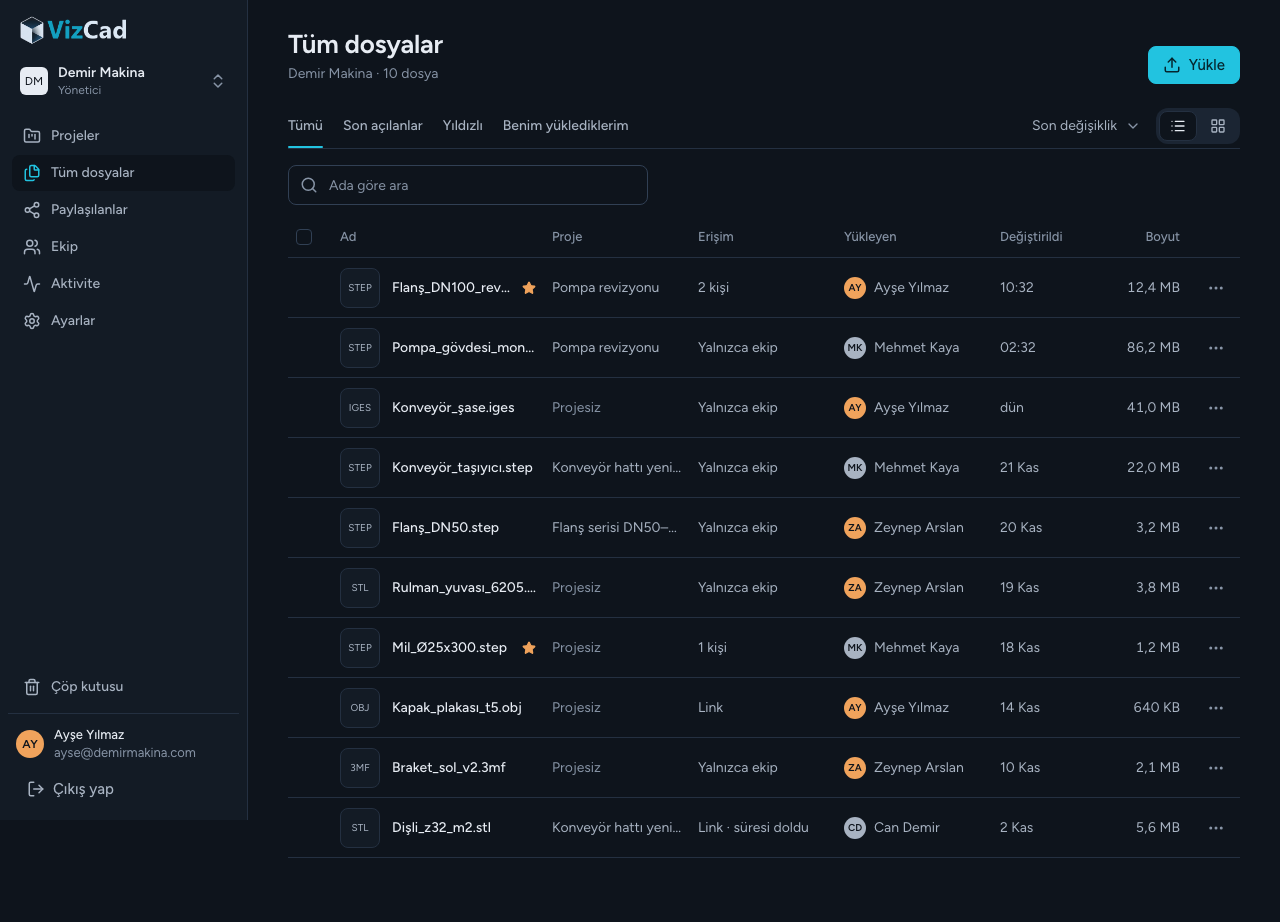 VizCad
DM
Demir Makina
Yönetici
Projeler
Tüm dosyalar
Paylaşılanlar
Ekip
Aktivite
Ayarlar
Çöp kutusu
AY
Ayşe Yılmaz
ayse@demirmakina.com
Çıkış yap
Tüm dosyalar
Demir Makina · 10 dosya
Yükle
Tümü Son açılanlar Yıldızlı Benim yüklediklerim Son değişiklik
Ada göre ara
Ad Proje Erişim Yükleyen Değiştirildi Boyut
STEP Flanş_DN100_rev... Pompa revizyonu 2 kişi AY Ayşe Yılmaz 10:32 12,4 MB
STEP Pompa_gövdesi_mon... Pompa revizyonu Yalnızca ekip MK Mehmet Kaya 02:32 86,2 MB
IGES Konveyör_şase.iges Projesiz Yalnızca ekip AY Ayşe Yılmaz dün 41,0 MB
STEP Konveyör_taşıyıcı.step Konveyör hattı yeni... Yalnızca ekip MK Mehmet Kaya 21 Kas 22,0 MB
STEP Flanş_DN50.step Flanş serisi DN50–... Yalnızca ekip ZA Zeynep Arslan 20 Kas 3,2 MB
STL Rulman_yuvası_6205.... Projesiz Yalnızca ekip ZA Zeynep Arslan 19 Kas 3,8 MB
STEP Mil_Ø25x300.step Projesiz 1 kişi MK Mehmet Kaya 18 Kas 1,2 MB
OBJ Kapak_plakası_t5.obj Projesiz Link AY Ayşe Yılmaz 14 Kas 640 KB
3MF Braket_sol_v2.3mf Projesiz Yalnızca ekip ZA Zeynep Arslan 10 Kas 2,1 MB
STL Dişli_z32_m2.stl Konveyör hattı yeni... Link · süresi doldu CD Can Demir 2 Kas 5,6 MB